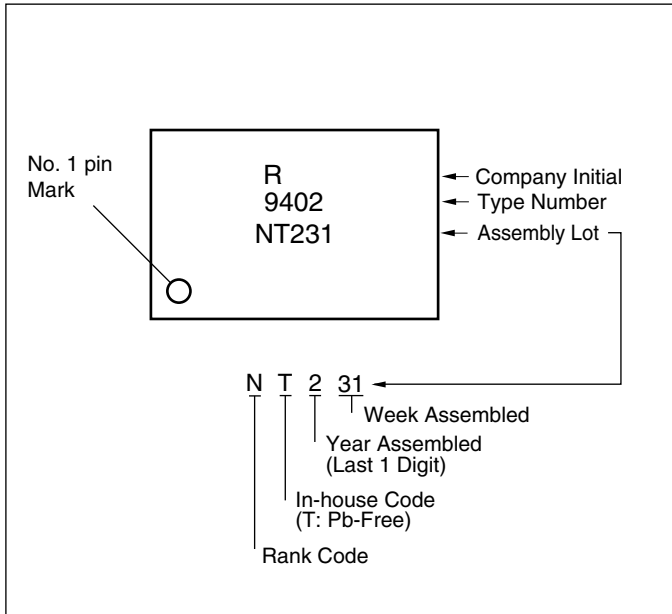 No. 1 pin
Mark
R
9402
NT231
Company Initial
Type Number
Assembly Lot
N T 2 31
Week Assembled
Year Assembled
(Last 1 Digit)
In-house Code
(T: Pb-Free)
Rank Code